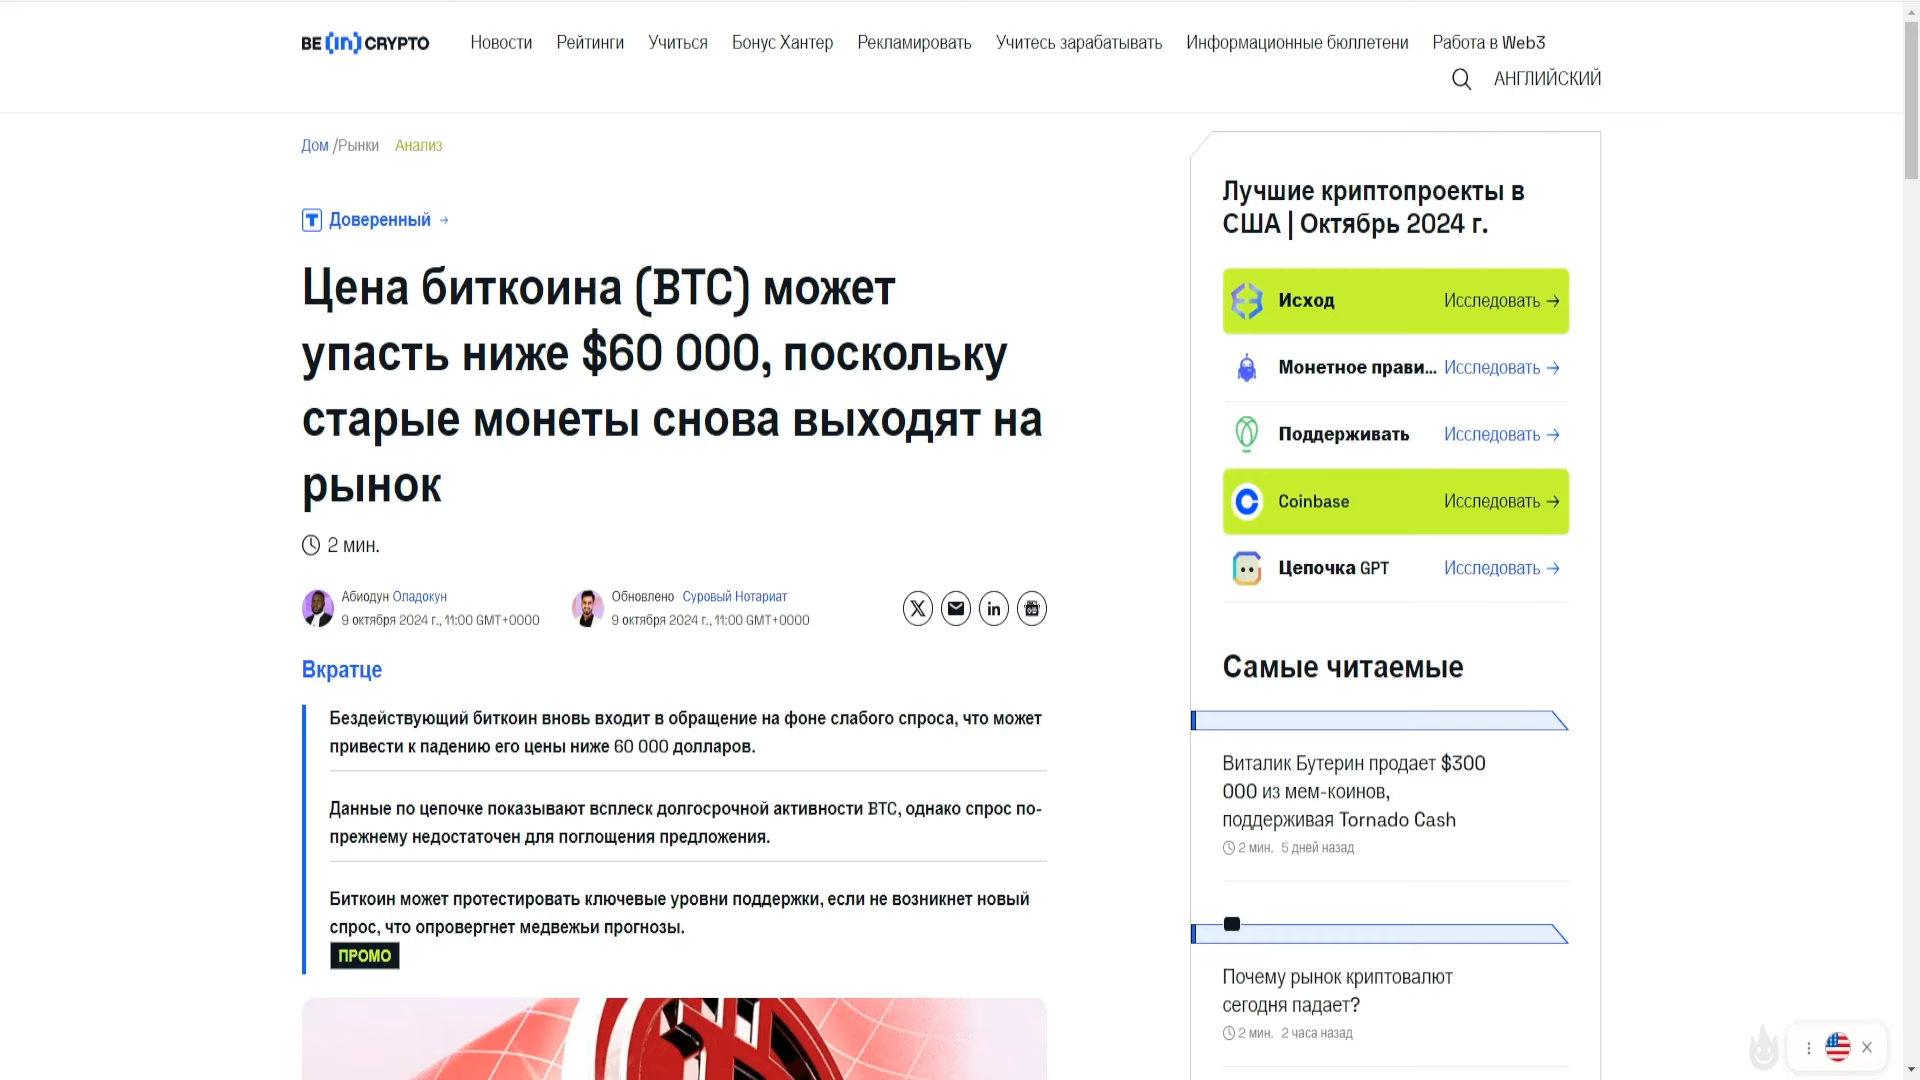 BE [in] CRYPTO
Новости Рейтинги Учиться Бонус Хантер Рекламировать Учитесь зарабатывать Информационные бюллетени Работа в Web3
АНГЛИЙСКИЙ
Дом /Рынки Анализ
Доверенный →
Цена биткоина (BTC) может
упасть ниже $60 000, поскольку
старые монеты снова выходят на
рынок
2 мин.
Абиодун Оладокун
9 октября 2024 г., 11:00 GMT+0000
Обновлено Суровый Нотариат
9 октября 2024 г., 11:00 GMT+0000
Вкратце
Бездействующий биткоин вновь входит в обращение на фоне слабого спроса, что может
привести к падению его цены ниже 60 000 долларов.
Данные по цепочке показывают всплеск долгосрочной активности BTC, однако спрос по-
прежнему недостаточен для поглощения предложения.
Биткоин может протестировать ключевые уровни поддержки, если не возникнет новый
спрос, что опровергнет медвежьи прогнозы.
ПРОМО
Лучшие криптопроекты в
США | Октябрь 2024 г.
Исход Исследовать →
Монетное прави... Исследовать →
Поддерживать Исследовать →
Coinbase Исследовать →
Цепочка GPT Исследовать →
Самые читаемые
Виталик Бутерин продает $300
000 из мем-коинов,
поддерживая Tornado Cash
2 мин. 5 дней назад
Почему рынок криптовалют
сегодня падает?
2 мин. 2 часа назад